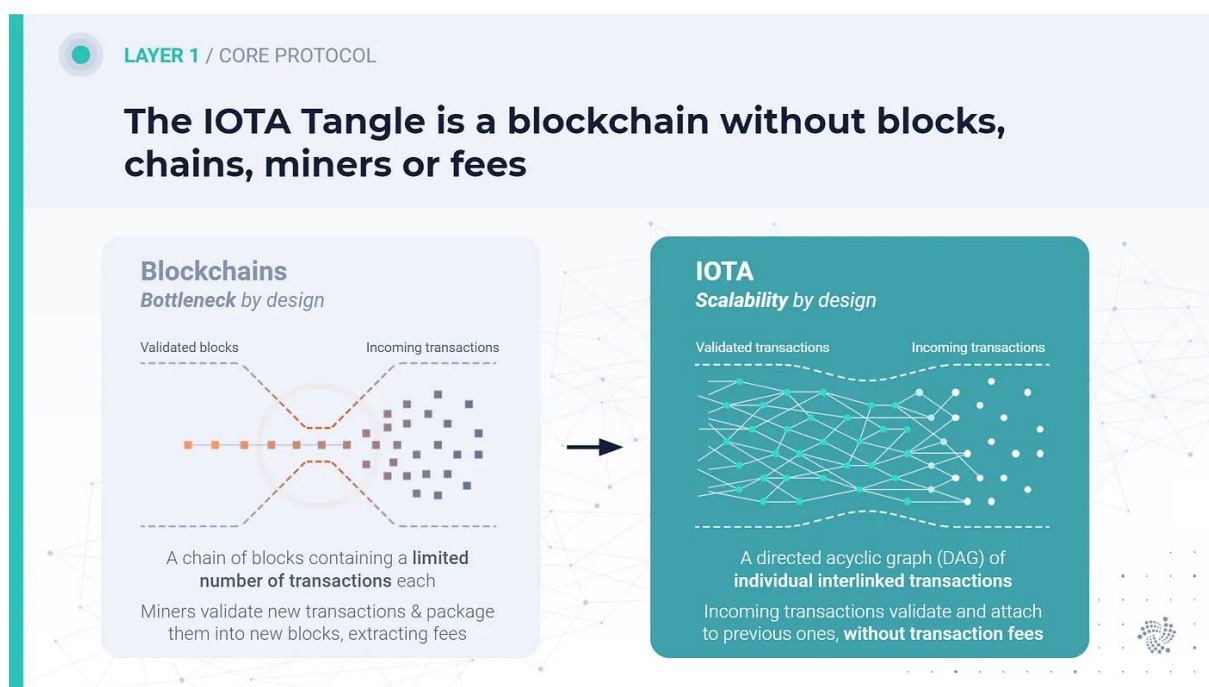 LAYER 1 / CORE PROTOCOL
The IOTA Tangle is a blockchain without blocks,
chains, miners or fees
Blockchains
Bottleneck by design
Validated blocks
Incoming transactions
A chain of blocks containing a limited
number of transactions each
Miners validate new transactions & package
them into new blocks, extracting fees
IOTA
Scalability by design
Validated transactions
Incoming transactions
A directed acyclic graph (DAG) of
individual interlinked transactions
Incoming transactions validate and attach
to previous ones, without transaction fees